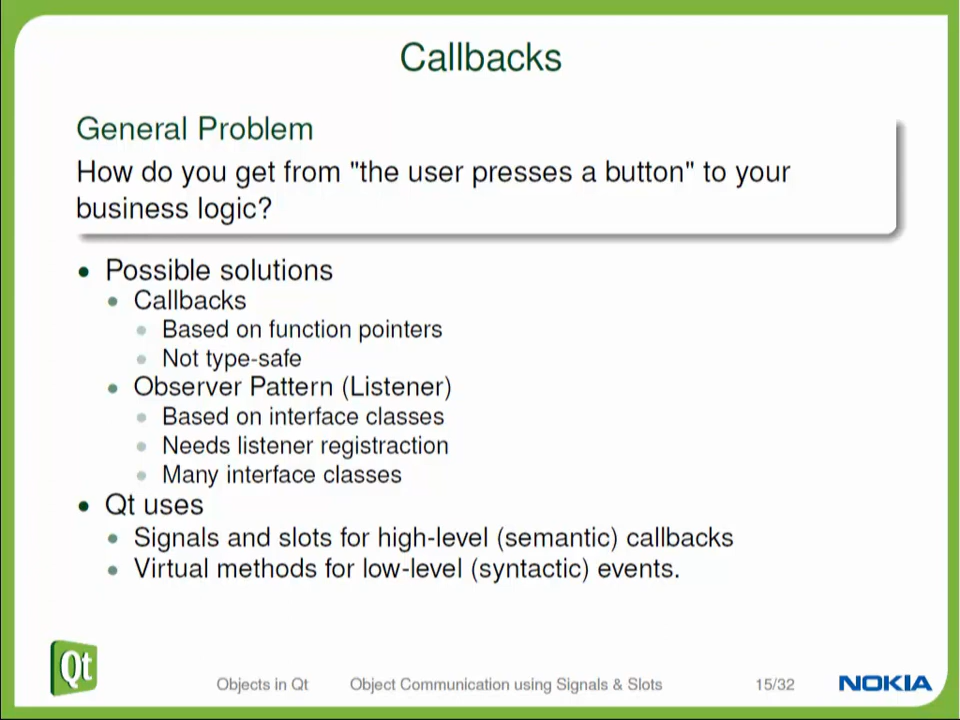 Callbacks
General Problem
How do you get from "the user presses a button" to your
business logic?
Possible solutions
Callbacks
Based on function pointers
Not type-safe
Observer Pattern (Listener)
Based on interface classes
Needs listener registraction
Many interface classes
Qt uses
Signals and slots for high-level (semantic) callbacks
Virtual methods for low-level (syntactic) events.
Qt
Objects in Qt Object Communication using Signals & Slots 15/32 NOKIA